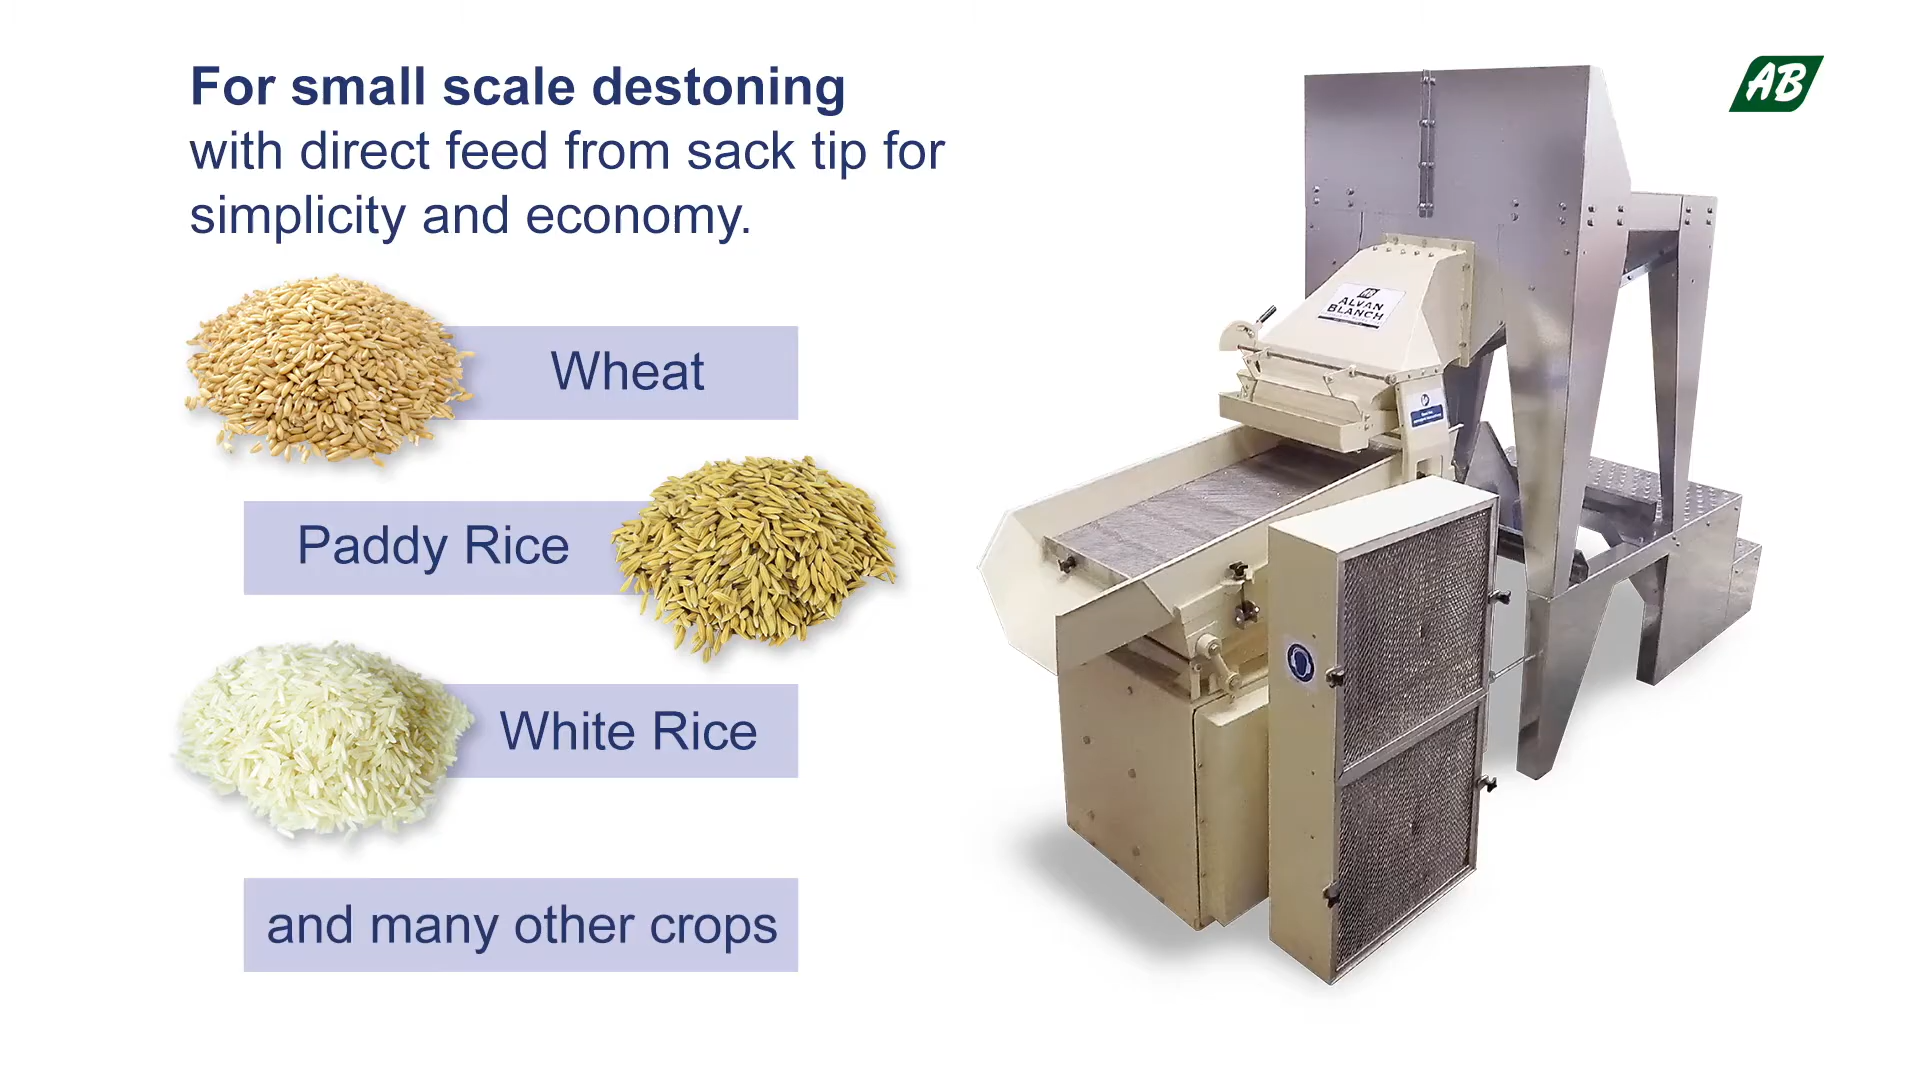 For small scale destoning
with direct feed from sack tip for
simplicity and economy.
AB
AB
ALVAN
BLANCH
Wheat
Paddy Rice
White Rice
and many other crops